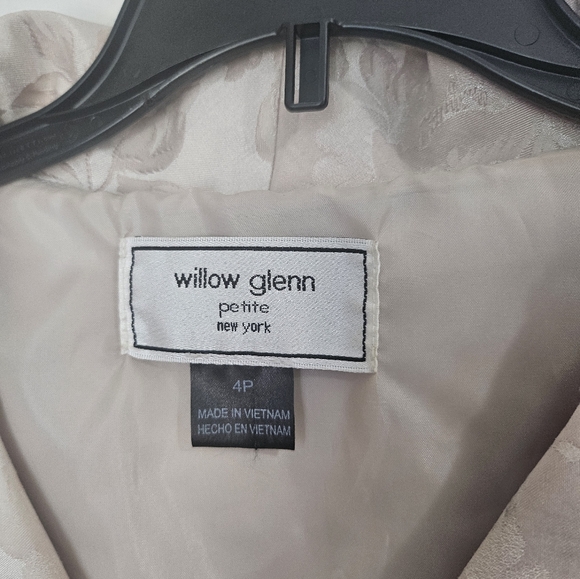 willow glenn
petite
new york
4P
MADE IN VIETNAM
HECHO EN VIETNAM